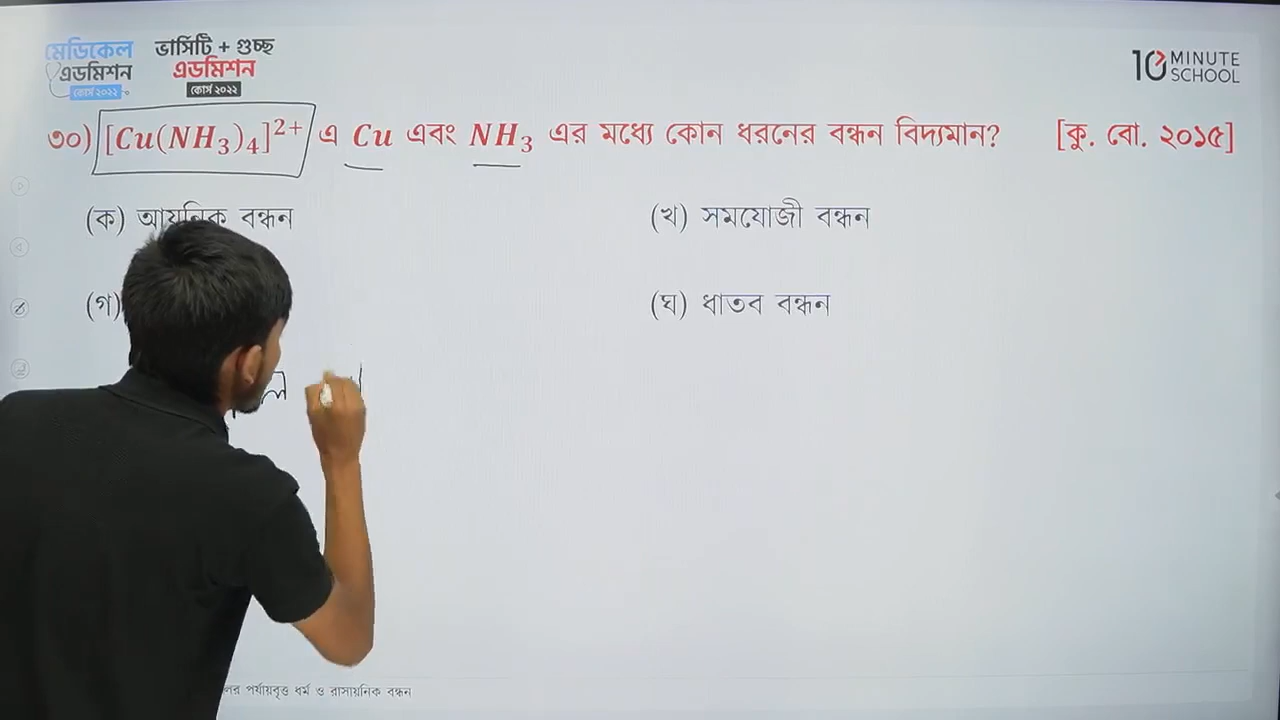 মেডিকেল
এডমিশন
কোর্স ২০২২
ভার্সিটি + গুচ্ছ
এডমিশন
কোর্স ২০২২
10 MINUTE SCHOOL
৩০) [Cu(NH₃)₄]²⁺ এ Cu এবং NH₃ এর মধ্যে কোন ধরনের বন্ধন বিদ্যমান? [কু. বো. ২০১৫]
(ক) আয়নিক বন্ধন
(খ) সমযোজী বন্ধন
(গ)
(ঘ) ধাতব বন্ধন
পর্যায়বৃত্ত ধর্ম ও রাসায়নিক বন্ধন